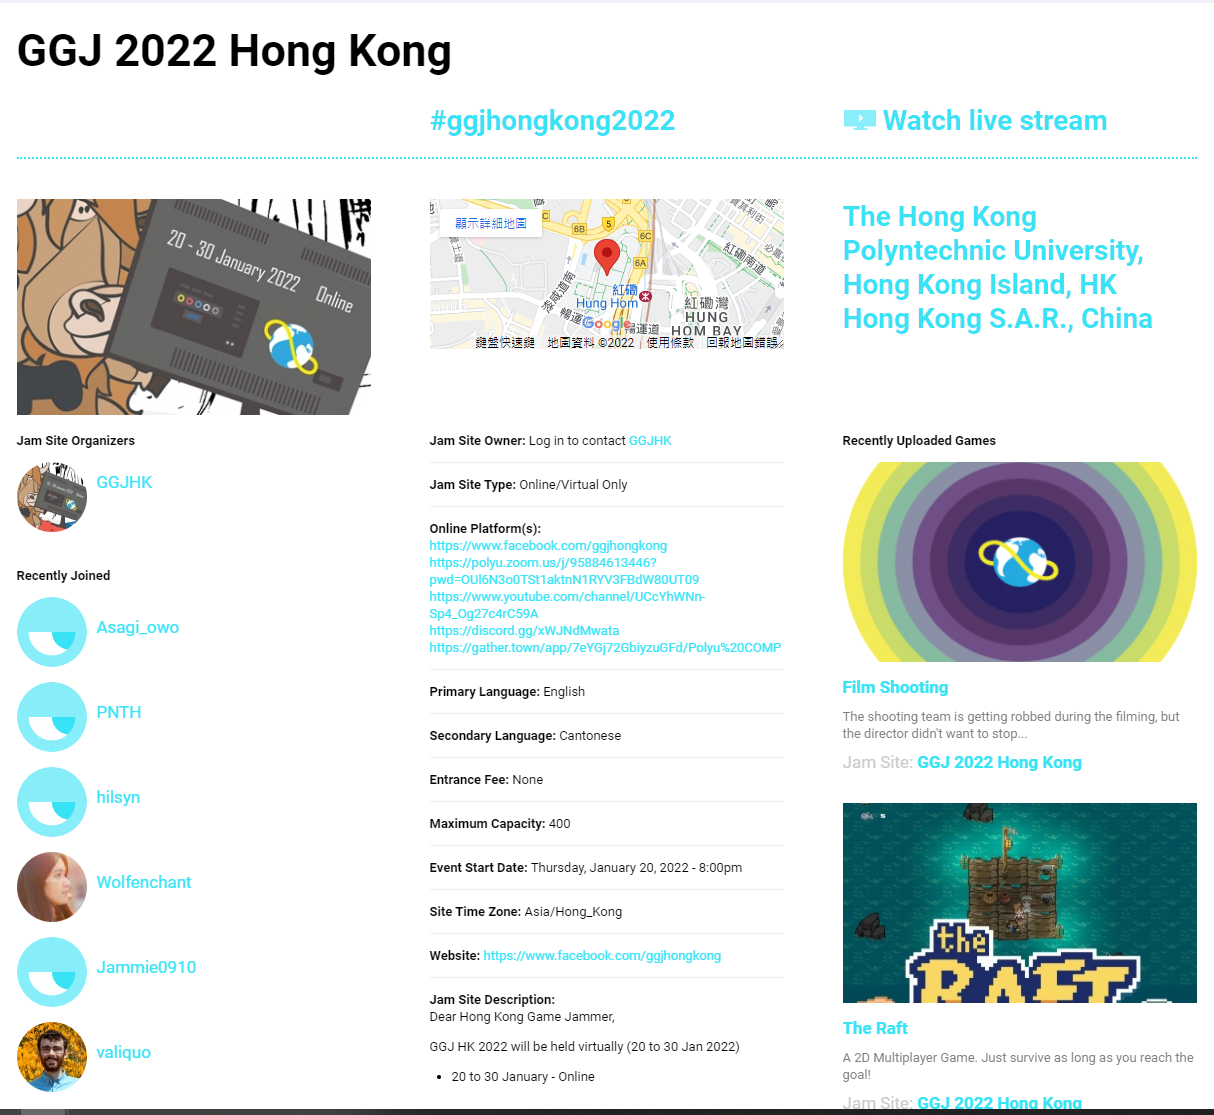 GGJ 2022 Hong Kong
#ggjhongkong2022
Watch live stream
20 - 30 January 2022
Online
顯示詳細地圖
C
6B
5
6C
6A
C
紅磡
Hung Hom
紅磡南道
紅磡灣
HUNG
HOM BAY
Google
鍵盤快速鍵
地圖資料 ©2022
使用條款
回報地圖錯誤
The Hong Kong
Polyntechnic University,
Hong Kong Island, HK
Hong Kong S.A.R., China
Jam Site Organizers
GGJHK
Recently Joined
Asagi_owo
PNTH
hilsyn
Wolfenchant
Jammie0910
valiquo
Jam Site Owner: Log in to contact GGJHK
Jam Site Type: Online/Virtual Only
Online Platform(s):
https://www.facebook.com/ggjhongkong
https://polyu.zoom.us/j/95884613446?
pwd=OUl6N3o0TSt1aktnN1RYV3FBdW80UT09
https://www.youtube.com/channel/UCcYhWNn-
Sp4_Og27c4rC59A
https://discord.gg/xWJNdMwata
https://gather.town/app/7eYGj72GbiyzuGFd/Polyu%20COMP
Primary Language: English
Secondary Language: Cantonese
Entrance Fee: None
Maximum Capacity: 400
Event Start Date: Thursday, January 20, 2022 - 8:00pm
Site Time Zone: Asia/Hong_Kong
Website: https://www.facebook.com/ggjhongkong
Jam Site Description:
Dear Hong Kong Game Jammer,
GGJ HK 2022 will be held virtually (20 to 30 Jan 2022)
• 20 to 30 January - Online
Recently Uploaded Games
Film Shooting
The shooting team is getting robbed during the filming, but
the director didn't want to stop...
Jam Site: GGJ 2022 Hong Kong
the
RAFT
The Raft
A 2D Multiplayer Game. Just survive as long as you reach the
goal!
Jam Site: GGJ 2022 Hong Kong